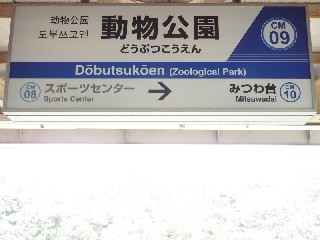 动物公园
도부쓰코엔
動物公園
どうぶつこうえん
CM
09
Dōbutsukōen (Zoological Park)
CM
08
スポーツセンター
Sports Center
→
みつわ台
Mitsuwadai
CM
10